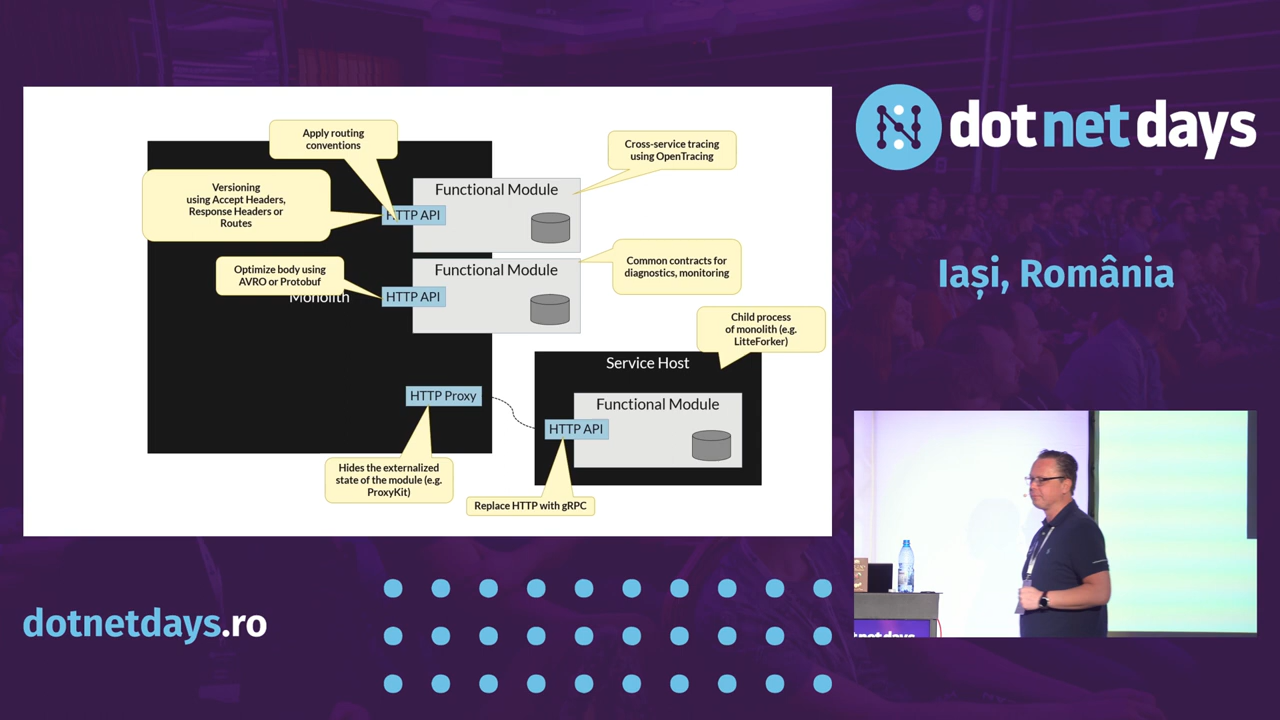 Apply routing
conventions
Cross-service tracing
using OpenTracing
Versioning
using Accept Headers,
Response Headers or
Routes
Functional Module
HTTP API
Optimize body using
AVRO or Protobuf
Monolith
Functional Module
HTTP API
Common contracts for
diagnostics, monitoring
Child process
of monolith (e.g.
LitteForker)
Service Host
HTTP Proxy
Functional Module
HTTP API
Hides the externalized
state of the module (e.g.
ProxyKit)
Replace HTTP with gRPC
dotnetdays
Iași, România
dotnetdays.ro
net days